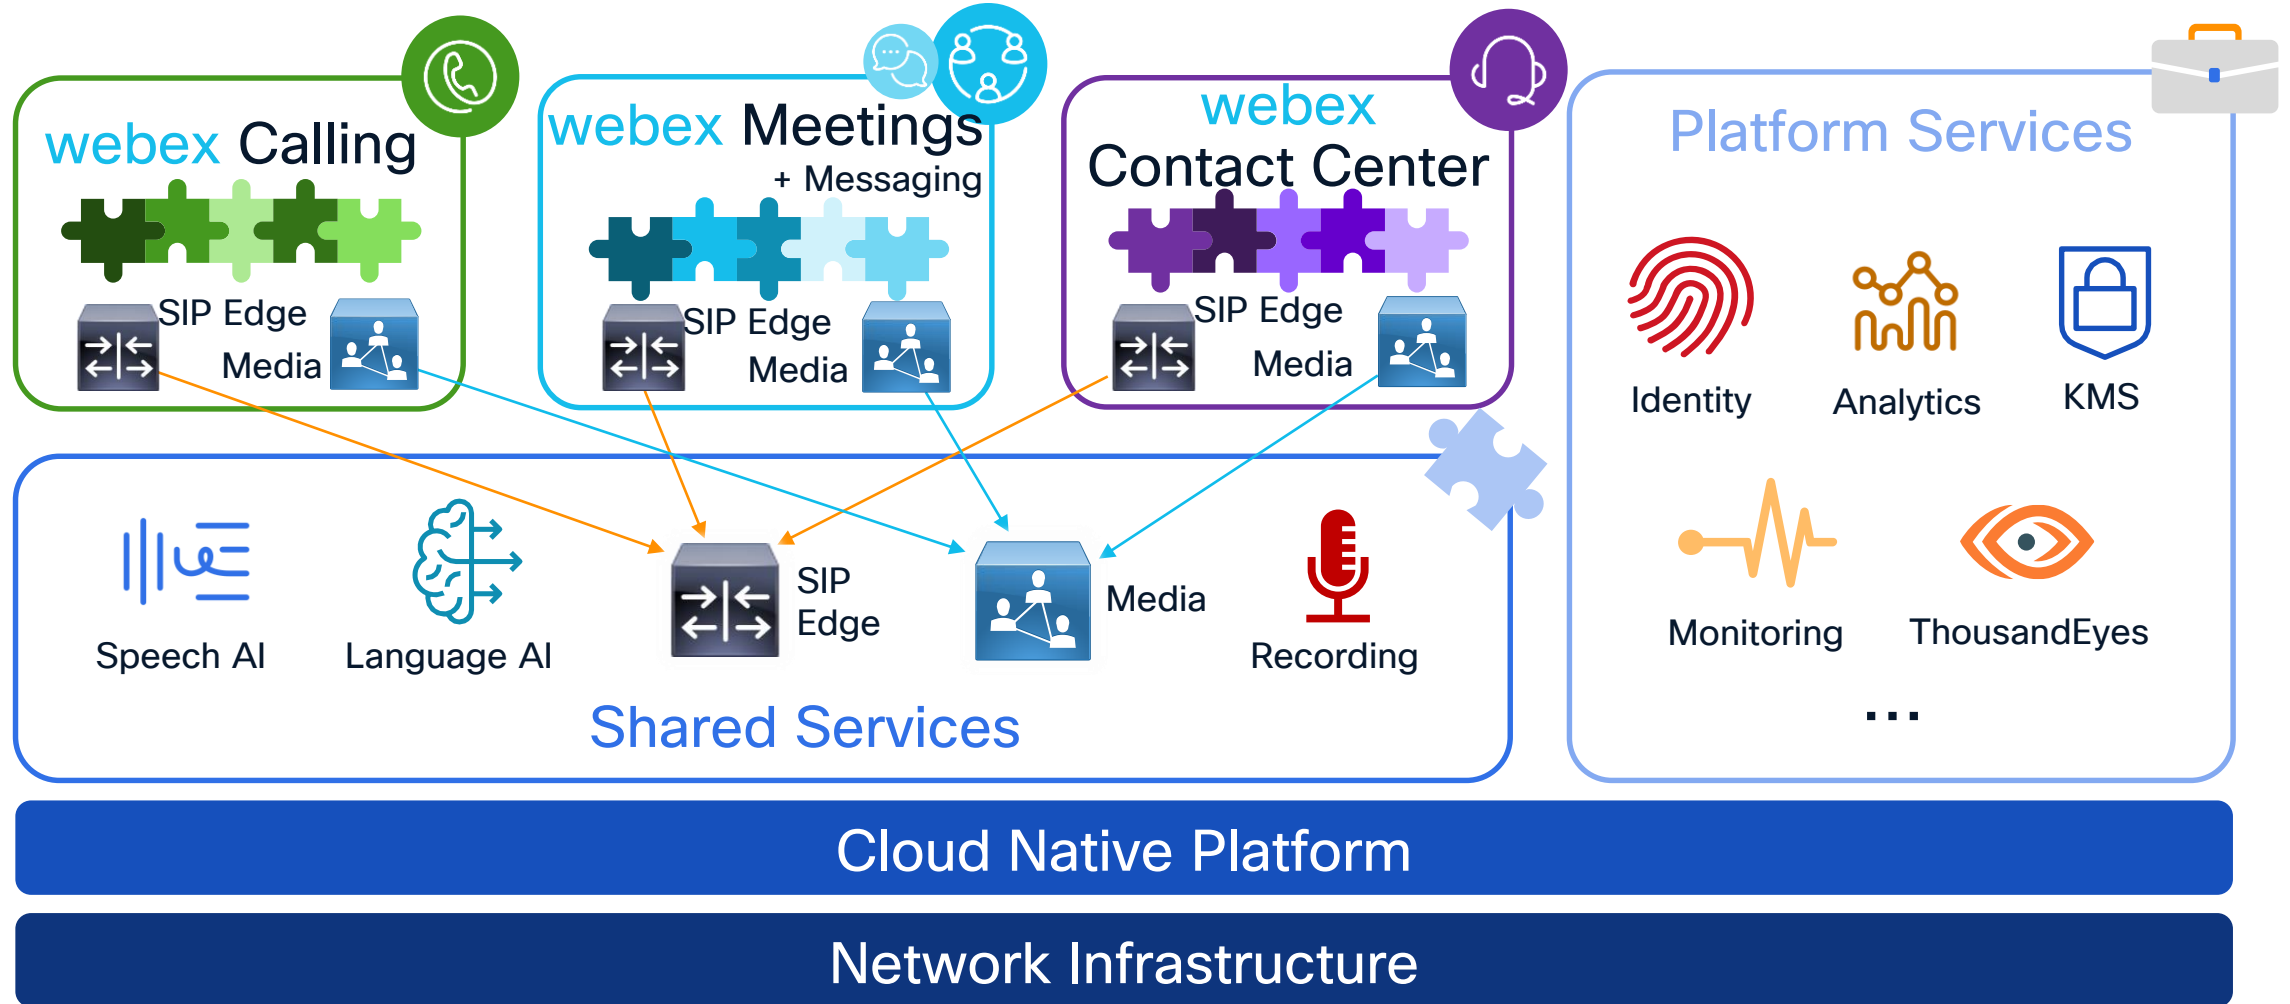 webex Calling
SIP Edge
Media
webex Meetings
+ Messaging
SIP Edge
Media
webex
Contact Center
SIP Edge
Media
Platform Services
Identity
Analytics
KMS
Monitoring
ThousandEyes
...
Speech AI
Language AI
SIP
Edge
Media
Recording
Shared Services
Cloud Native Platform
Network Infrastructure